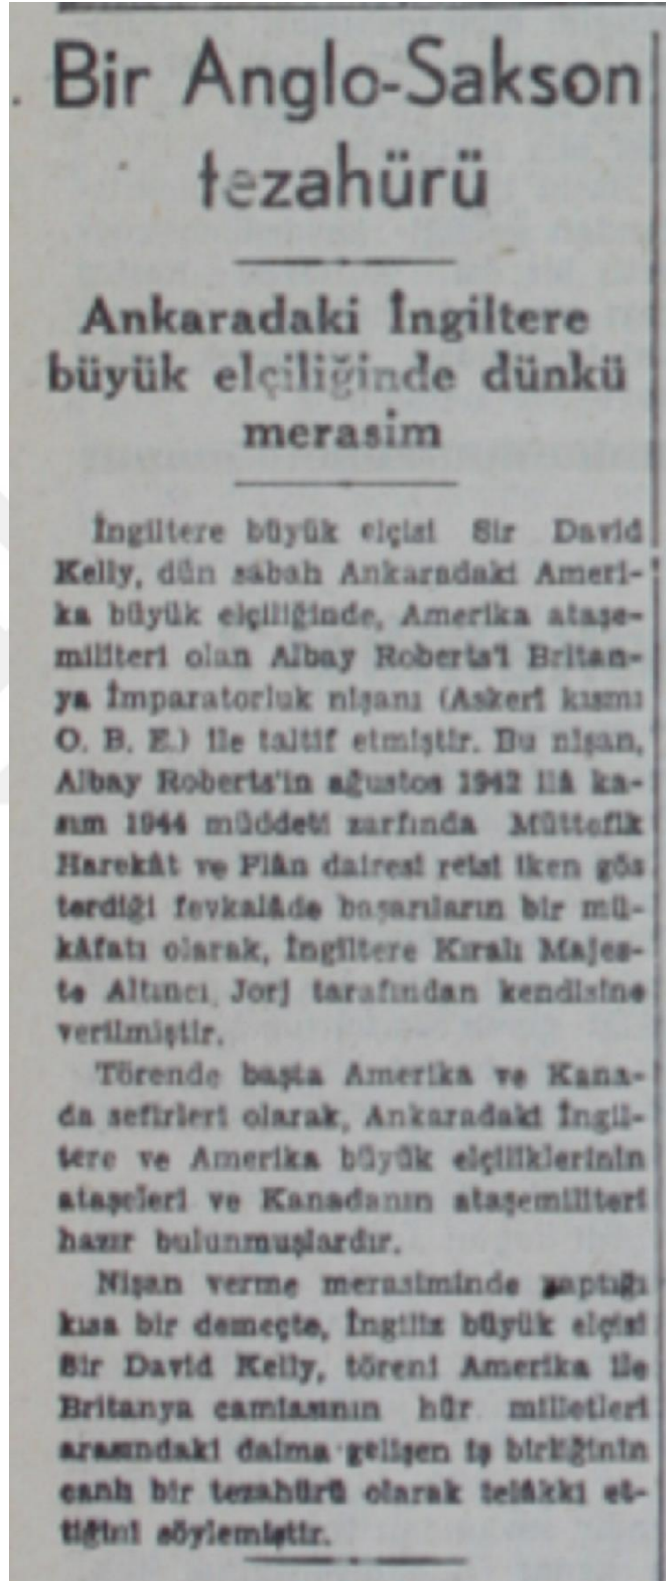 Bir Anglo-Sakson
tezahürü
Ankaradaki İngiltere
büyük elçiliğinde dünkü
merasim
İngiltere büyük elçisi Sir David
Kelly, dün sabah Ankaradaki Ameri-
ka büyük elçiliğinde, Amerika ataşe-
militeri olan Albay Roberts'i Britan-
ya İmparatorluk nişanı (Askeri kısmı
O. B. E.) ile taltif etmiştir. Bu nişan,
Albay Roberts'in ağustos 1942 ilâ ka-
sım 1944 müddeti zarfında Müttefik
Harekât ve Plân dairesi reisi iken gös
terdiği fevkalâde başarıların bir mü-
kâfatı olarak, İngiltere Kıralı Majes-
te Altıncı Jorj tarafından kendisine
verilmiştir.
Törende başta Amerika ve Kana-
da sefirleri olarak, Ankaradaki İngil-
tere ve Amerika büyük elçiliklerinin
ataşeleri ve Kanadanın ataşemiliteri
hazır bulunmuşlardır.
Nişan verme merasiminde yaptığı
kısa bir demeçte, İngiliz büyük elçisi
Sir David Kelly, töreni Amerika ile
Britanya camiasının hür milletleri
arasındaki daima gelişen iş birliğinin
canlı bir tezahürü olarak telâkki et-
tiğini söylemiştir.